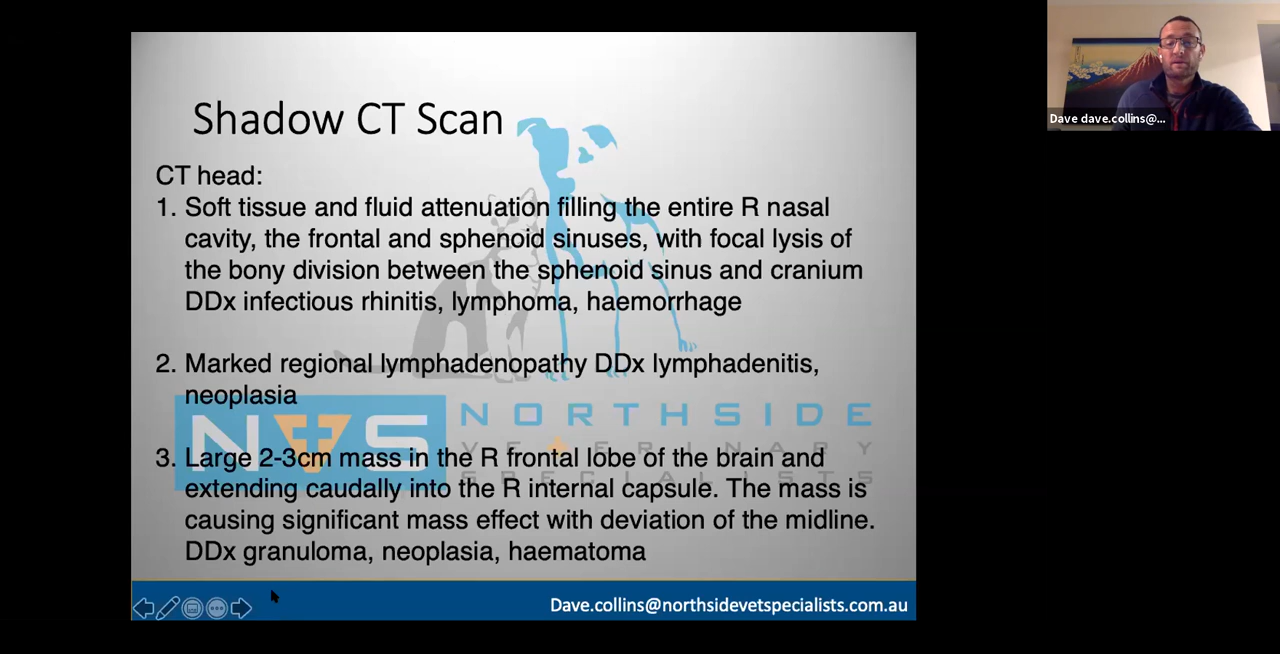 Shadow CT Scan
CT head:
1. Soft tissue and fluid attenuation filling the entire R nasal
cavity, the frontal and sphenoid sinuses, with focal lysis of
the bony division between the sphenoid sinus and cranium
DDx infectious rhinitis, lymphoma, haemorrhage
2. Marked regional lymphadenopathy DDx lymphadenitis,
neoplasia
NVS NORTHSIDE
VETERINARY
SPECIALISTS
3. Large 2-3cm mass in the R frontal lobe of the brain and
extending caudally into the R internal capsule. The mass is
causing significant mass effect with deviation of the midline.
DDx granuloma, neoplasia, haematoma
Dave.collins@northsidevetspecialists.com.au
Dave dave.collins@...